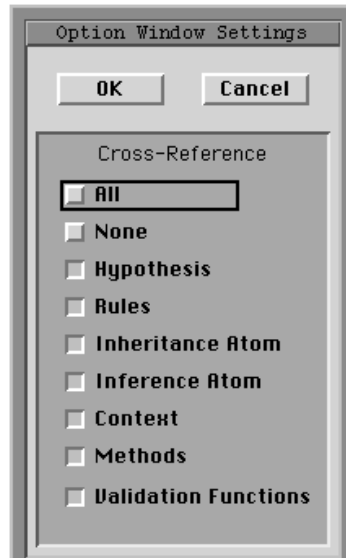 Option Window Settings
OK Cancel
Cross-Reference
All
None
Hypothesis
Rules
Inheritance Atom
Inference Atom
Context
Methods
Validation Functions